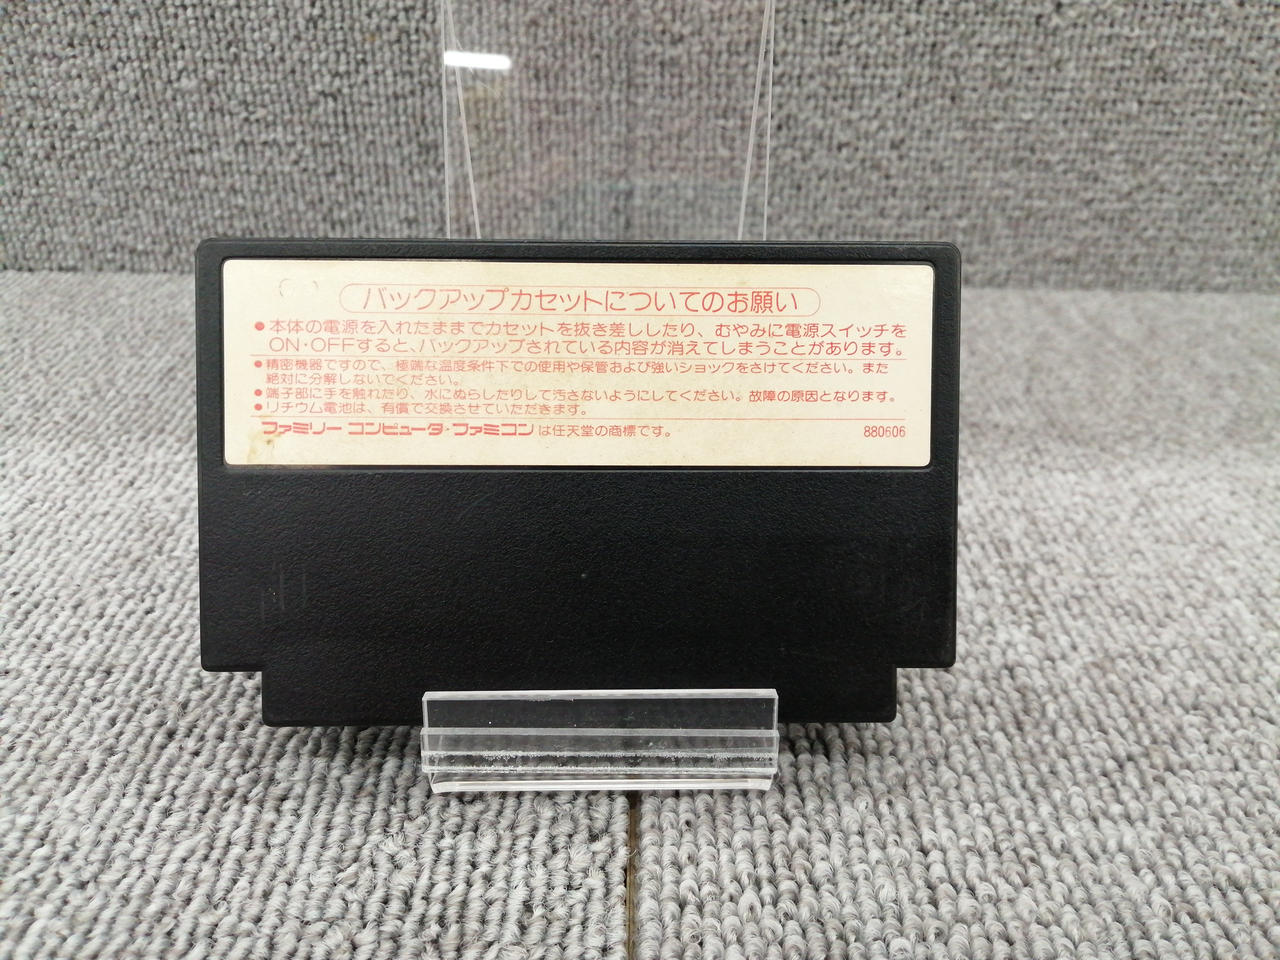 バックアップカセットについてのお願い
●本体の電源を入れたままでカセットを抜き差ししたり、むやみに電源スイッチを
ON・OFFすると、バックアップされている内容が消えてしまうことがあります。
●精密機器ですので、極端な温度条件下での使用や保管および強いショックをさけてください。また
絶対に分解しないでください。
●端子部に手を触れたり、水にぬらしたりして汚さないようにしてください。故障の原因となります。
●リチウム電池は、有償で交換させていただきます。
ファミリー コンピュータ・ファミコンは任天堂の商標です。 880606